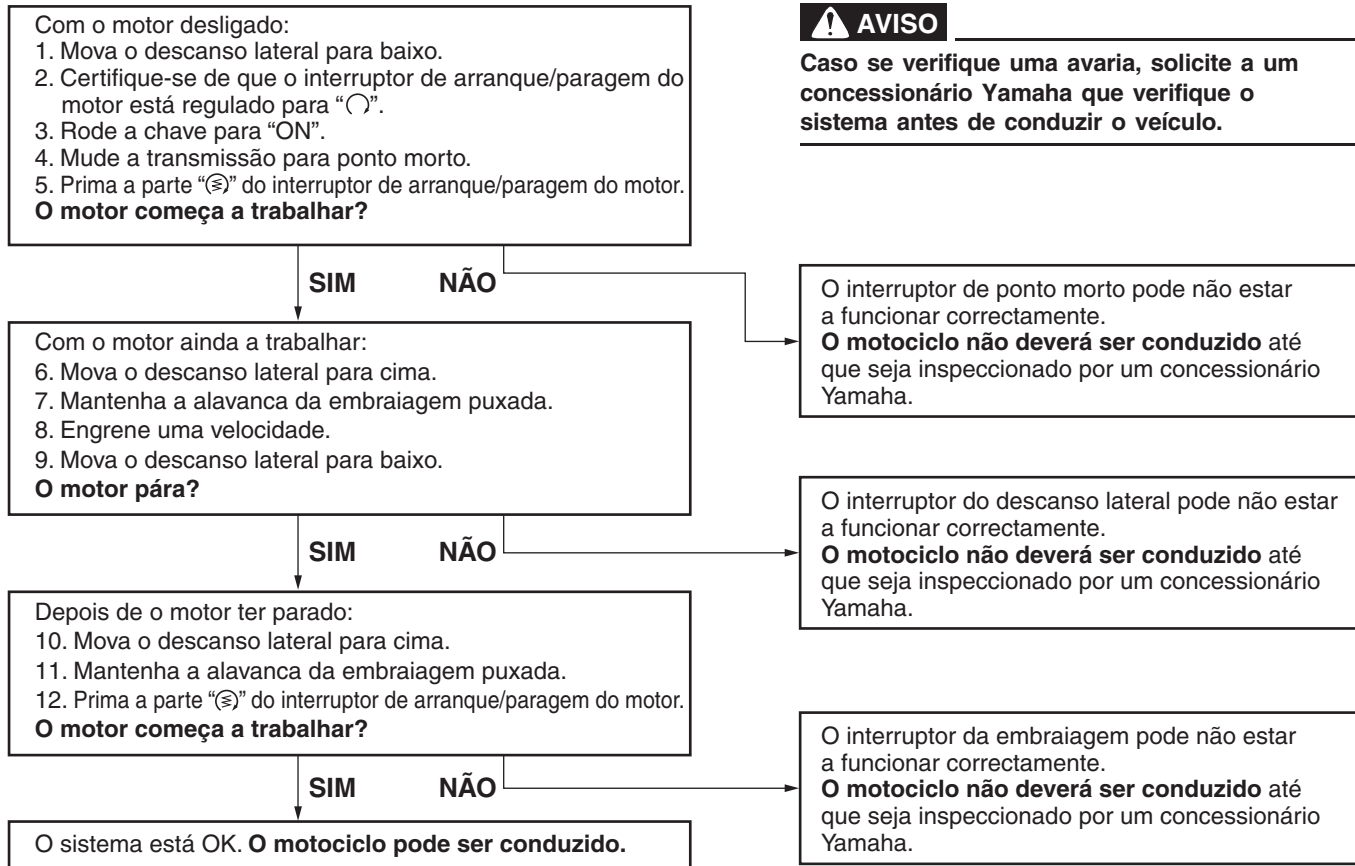 Com o motor desligado:
1. Mova o descanso lateral para baixo.
2. Certifique-se de que o interruptor de arranque/paragem do
motor está regulado para “”.
3. Rode a chave para “ON”.
4. Mude a transmissão para ponto morto.
5. Prima a parte “” do interruptor de arranque/paragem do motor.
O motor começa a trabalhar?
AVISO
Caso se verifique uma avaria, solicite a um
concessionário Yamaha que verifique o
sistema antes de conduzir o veículo.
SIM NÃO
O interruptor de ponto morto pode não estar
a funcionar correctamente.
O motociclo não deverá ser conduzido até
que seja inspeccionado por um concessionário
Yamaha.
Com o motor ainda a trabalhar:
6. Mova o descanso lateral para cima.
7. Mantenha a alavanca da embraiagem puxada.
8. Engrene uma velocidade.
9. Mova o descanso lateral para baixo.
O motor pára?
SIM NÃO
O interruptor do descanso lateral pode não estar
a funcionar correctamente.
O motociclo não deverá ser conduzido até
que seja inspeccionado por um concessionário
Yamaha.
Depois de o motor ter parado:
10. Mova o descanso lateral para cima.
11. Mantenha a alavanca da embraiagem puxada.
12. Prima a parte “” do interruptor de arranque/paragem do motor.
O motor começa a trabalhar?
SIM NÃO
O interruptor da embraiagem pode não estar
a funcionar correctamente.
O motociclo não deverá ser conduzido até
que seja inspeccionado por um concessionário
Yamaha.
O sistema está OK. O motociclo pode ser conduzido.